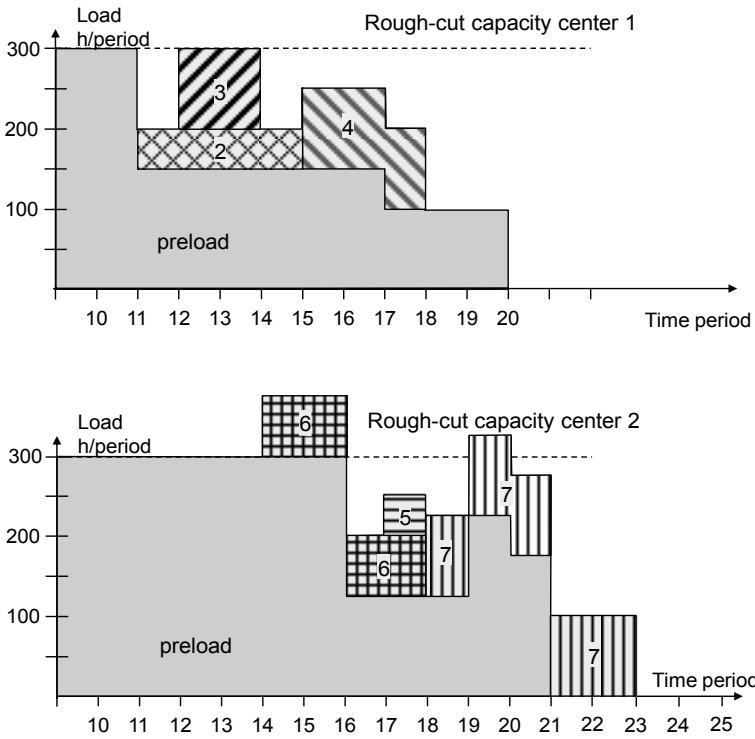 Load
h/period
Rough-cut capacity center 1
300
3
4
200
2
100
preload
10 11 12 13 14 15 16 17 18 19 20
Time period
Load
h/period
6
Rough-cut capacity center 2
300
7
5
200
6
7
100
preload
7
Time period
10 11 12 13 14 15 16 17 18 19 20 21 22 23 24 25